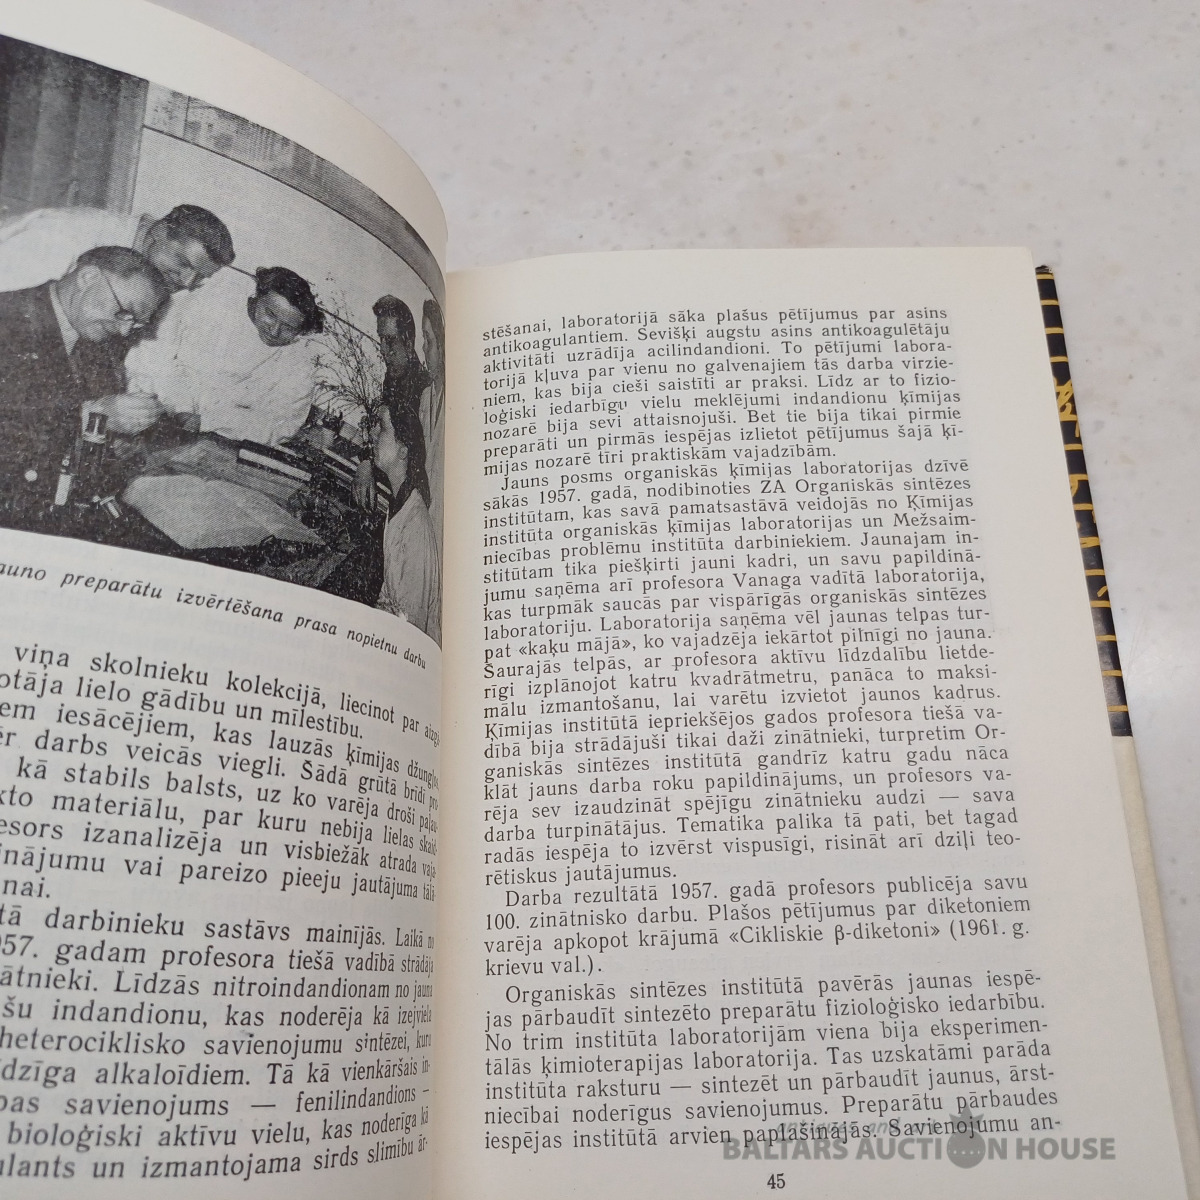 preparātu izvērtēšana prasa nopietnu darbu
viņa skolnieku kolekcijā, liecinot par
lielo gādību un mīlestību.
iesācējiem, kas lauzās ķīmijas džungļos
darbs veicās viegli. Šādā grūtā brīdī
kā stabils balsts, uz ko varēja droši
materiālu, par kuru nebija lielas
izanalizēja un visbiežāk atrada
vai pareizo pieeju jautājuma
darbinieku sastāvs mainījās. Laikā no
gadam profesora tiešā vadībā strādāja
Līdzās nitroindandionam no jauna
indandionu, kas noderēja kā izejviela
heterociklisko savienojumu sintēzei, kuru
alkaloīdiem. Tā kā vienkāršais in-
savienojums — fenilindandions —
bioloģiski aktīvu vielu, kas noderīga kā
un izmantojama sirds slimību ār-
stēšanai, laboratorijā sāka plašus pētījumus par asins
antikoagulantiem. Sevišķi augstu asins antikoagulētāju
aktivitāti uzrādīja acilindandioni. To pētījumi labora-
torijā kļuva par vienu no galvenajiem tās darba virzie-
niem, kas bija cieši saistīti ar praksi. Līdz ar to fizio-
loģiski iedarbīgu vielu meklējumi indandionu ķīmijas
nozarē bija sevi attaisnojuši. Bet tie bija tikai pirmie
preparāti un pirmās iespējas izlietot pētījumus šajā ķī-
mijas nozarē tīri praktiskām vajadzībām.
Jauns posms organiskās ķīmijas laboratorijas dzīvē
sākās 1957. gadā, nodibinoties ZA Organiskās sintēzes
institūtam, kas savā pamatsastāvā veidojās no Ķīmijas
institūta organiskās ķīmijas laboratorijas un Mežsaim-
niecības problēmu institūta darbiniekiem. Jaunajam in-
stitūtam tika piešķirti jauni kadri, un savu papildinā-
jumu saņēma arī profesora Vanaga vadītā laboratorija,
kas turpmāk saucās par vispārīgās organiskās sintēzes
laboratoriju. Laboratorija saņēma vēl jaunas telpas tur-
pat «kaķu mājā», ko vajadzēja iekārtot pilnīgi no jauna.
Šaurajās telpās, ar profesora aktīvu līdzdalību lietde-
rīgi izplānojot katru kvadrātmetru, panāca to maksi-
mālu izmantošanu, lai varētu izvietot jaunos kadrus.
Ķīmijas institūtā iepriekšējos gados profesora tiešā va-
dībā bija strādājuši tikai daži zinātnieki, turpretim Or-
ganiskās sintēzes institūtā gandrīz katru gadu nāca
klāt jauns darba roku papildinājums, un profesors va-
rēja sev izaudzināt spējīgu zinātnieku audzi — sava
darba turpinātājus. Tematika palika tā pati, bet tagad
radās iespēja to izvērst vispusīgi, risināt arī dziļi teo-
rētiskus jautājumus.
Darba rezultātā 1957. gadā profesors publicēja savu
100. zinātnisko darbu. Plašos pētījumus par diketoniem
varēja apkopot krājumā «Cikliskie β-diketoni» (1961. g.
krievu val.).
Organiskās sintēzes institūtā pavērās jaunas iespē-
jas pārbaudīt sintezēto preparātu fizioloģisko iedarbību.
No trim institūta laboratorijām viena bija eksperimen-
tālās ķīmioterapijas laboratorija. Tas uzskatāmi parāda
institūta raksturu — sintezēt un pārbaudīt jaunus, ārst-
niecībai noderīgus savienojumus. Preparātu pārbaudes
iespējas institūtā arvien paplašinājās. Savienojumu an-
45
BALTARS AUCTION HOUSE